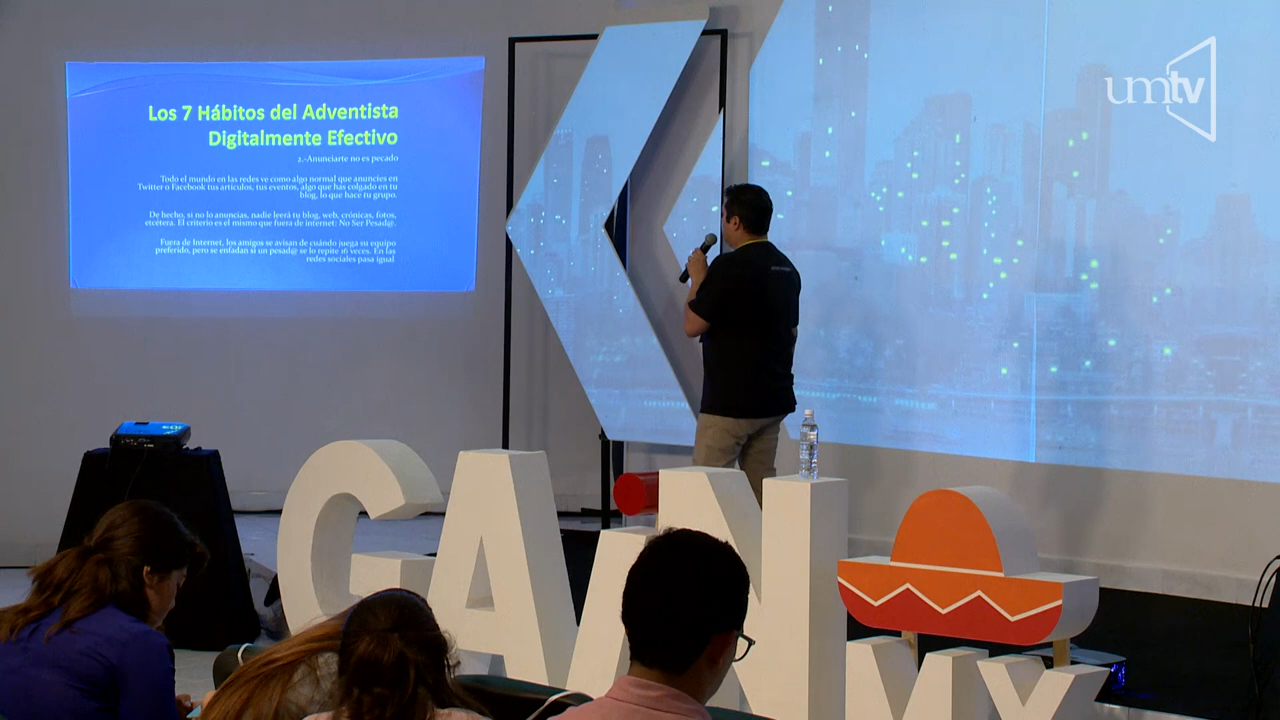 Los 7 Hábitos del Adventista
Digitalmente Efectivo
2.-Anunciarte no es pecado
Todo el mundo en las redes ve como algo normal que anuncies en
Twitter o Facebook tus artículos, tus eventos, algo que has colgado en tu
blog, lo que hace tu grupo.
De hecho, si no lo anuncias, nadie leerá tu blog, web, crónicas, fotos,
etcétera. El criterio es el mismo que fuera de internet: No Ser Pesad@.
Fuera de Internet, los amigos se avisan de cuándo juega su equipo
preferido, pero se enfadan si un pesad@ se lo repite 16 veces. En las
redes sociales pasa igual
umtv
GAiN
MX